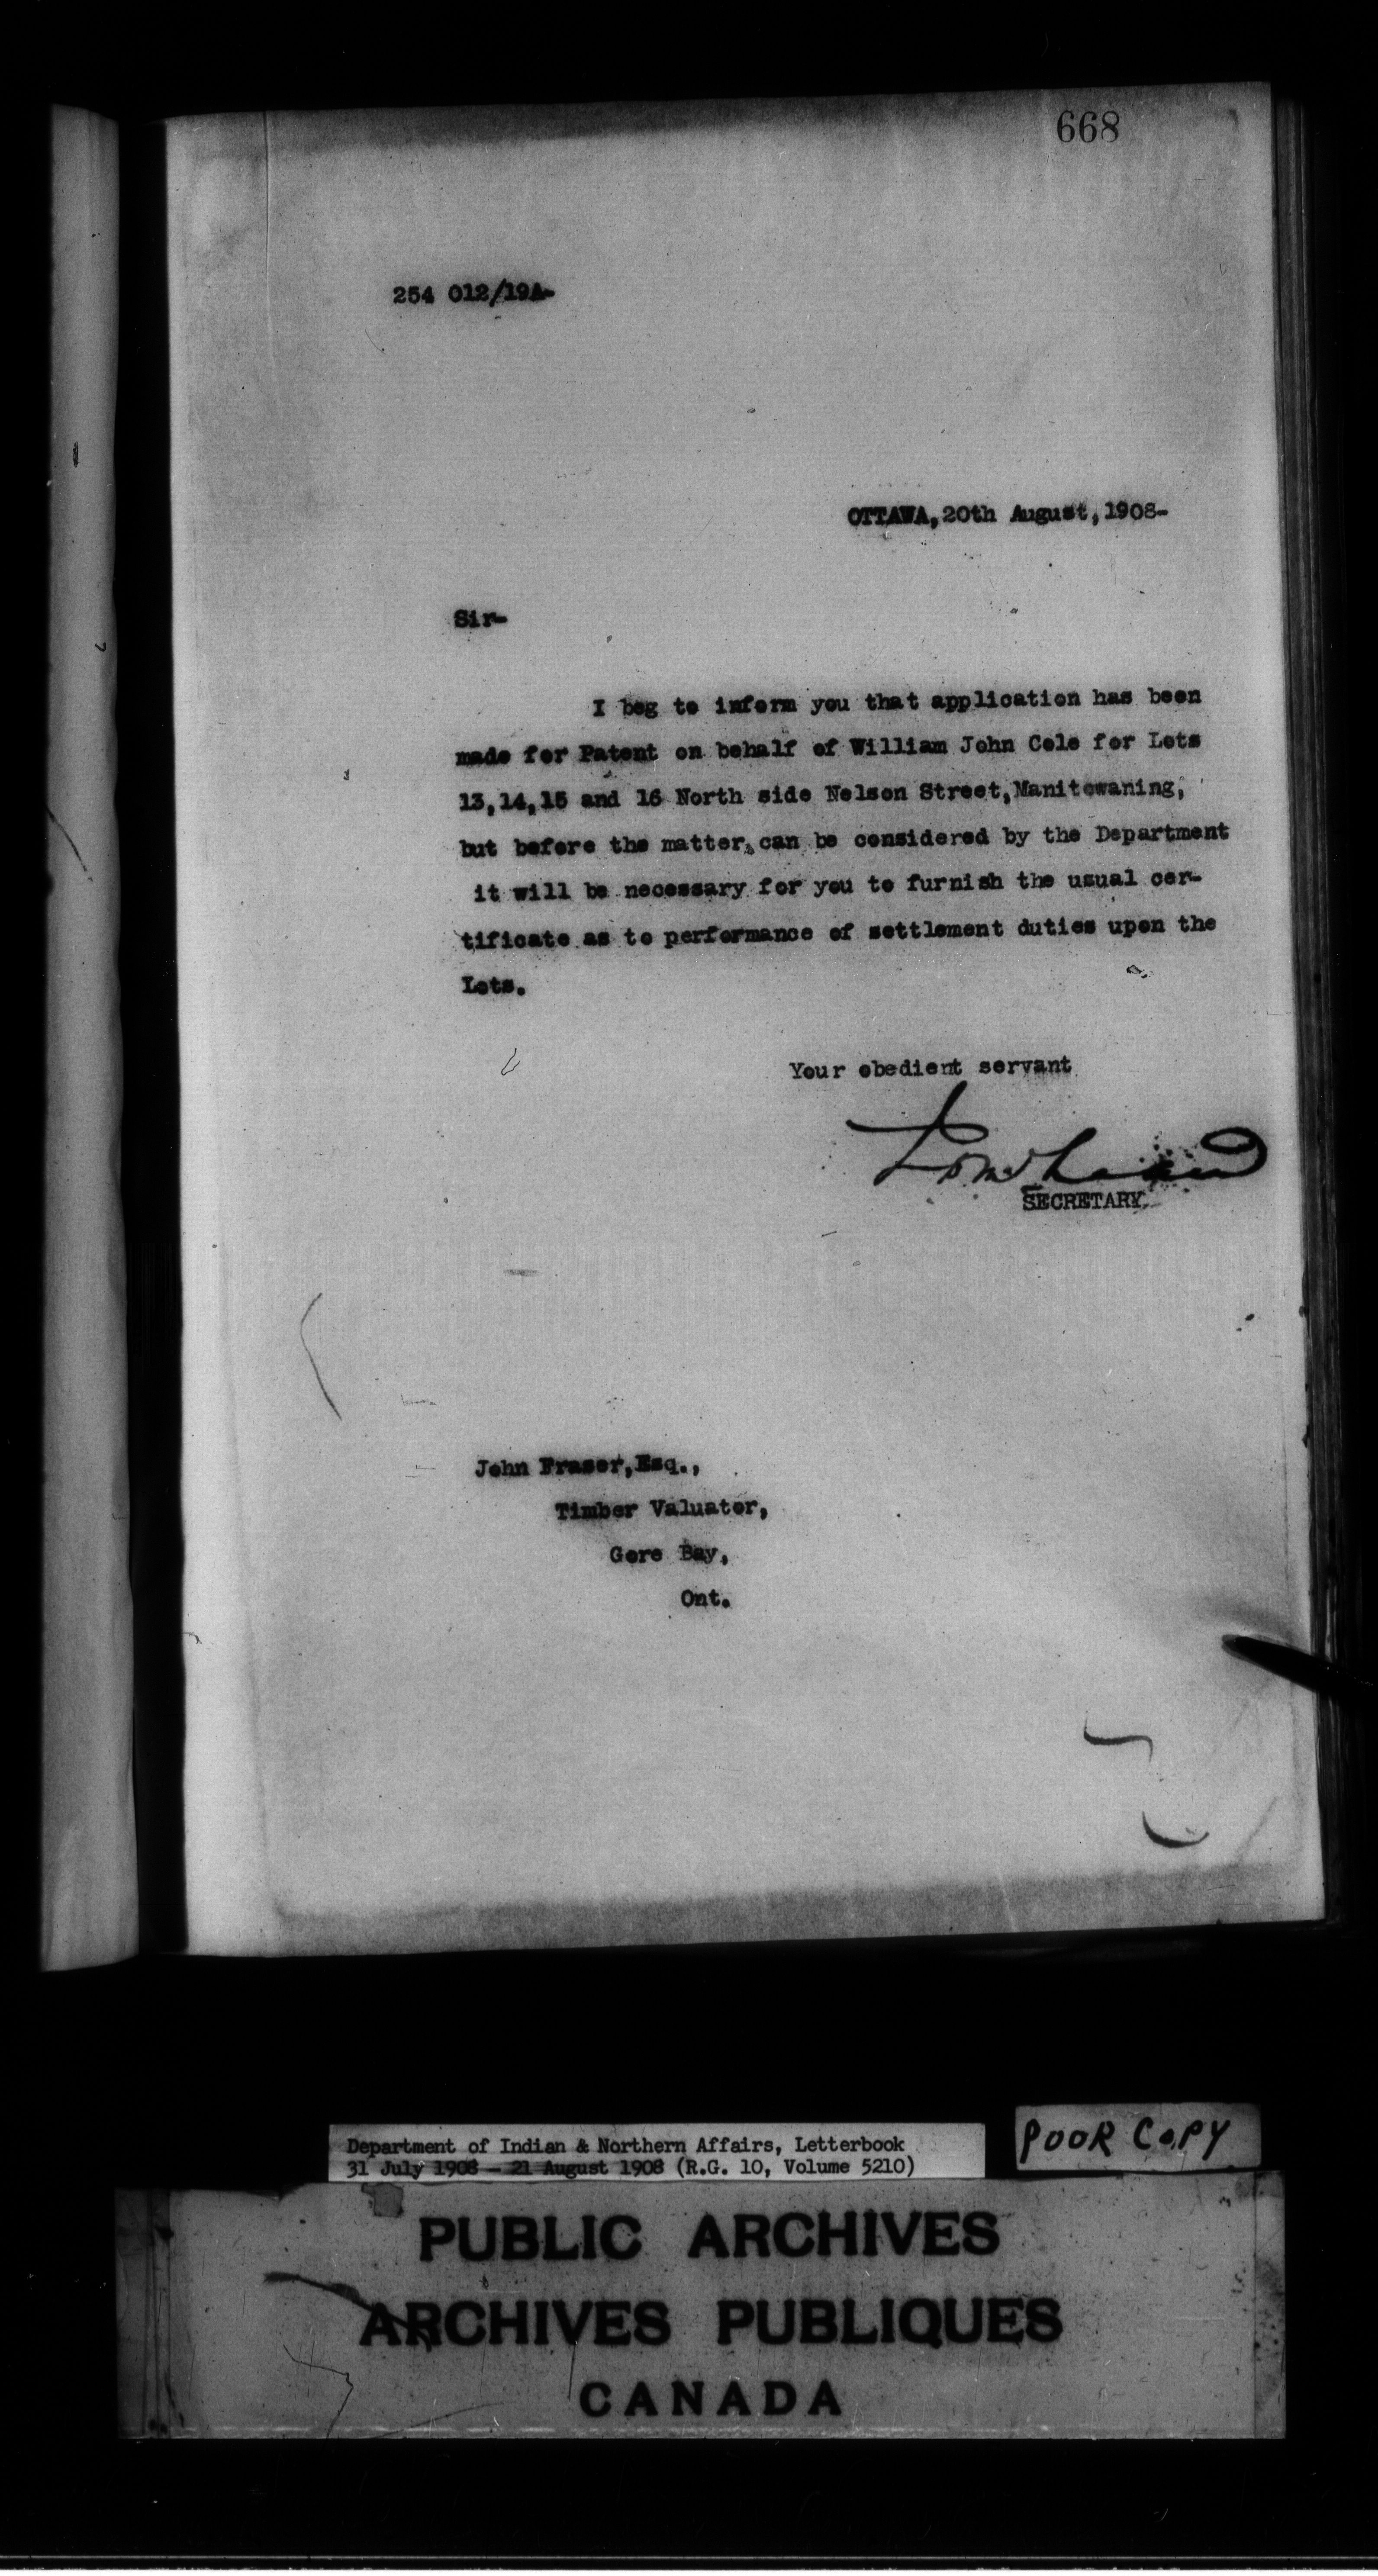 668
254 012/19A-
OTTAWA,20th August,1908-
Sir-
I beg to inform you that application has been
made for Patent on behalf of William John Cole for Lots
13,14,15 and 16 North side Nelson Street,Manitowaning,
but before the matter can be considered by the Department
it will be necessary for you to furnish the usual cer-
tificate as to performance of settlement duties upon the
Lots.
Your obedient servant
SECRETARY.
John Fraser,Esq.,
Timber Valuator,
Gore Bay,
Ont.
Department of Indian & Northern Affairs, Letterbook
31 July 1908 - 21 August 1908 (R.G. 10, Volume 5210)
POOR COPY
PUBLIC ARCHIVES
ARCHIVES PUBLIQUES
CANADA